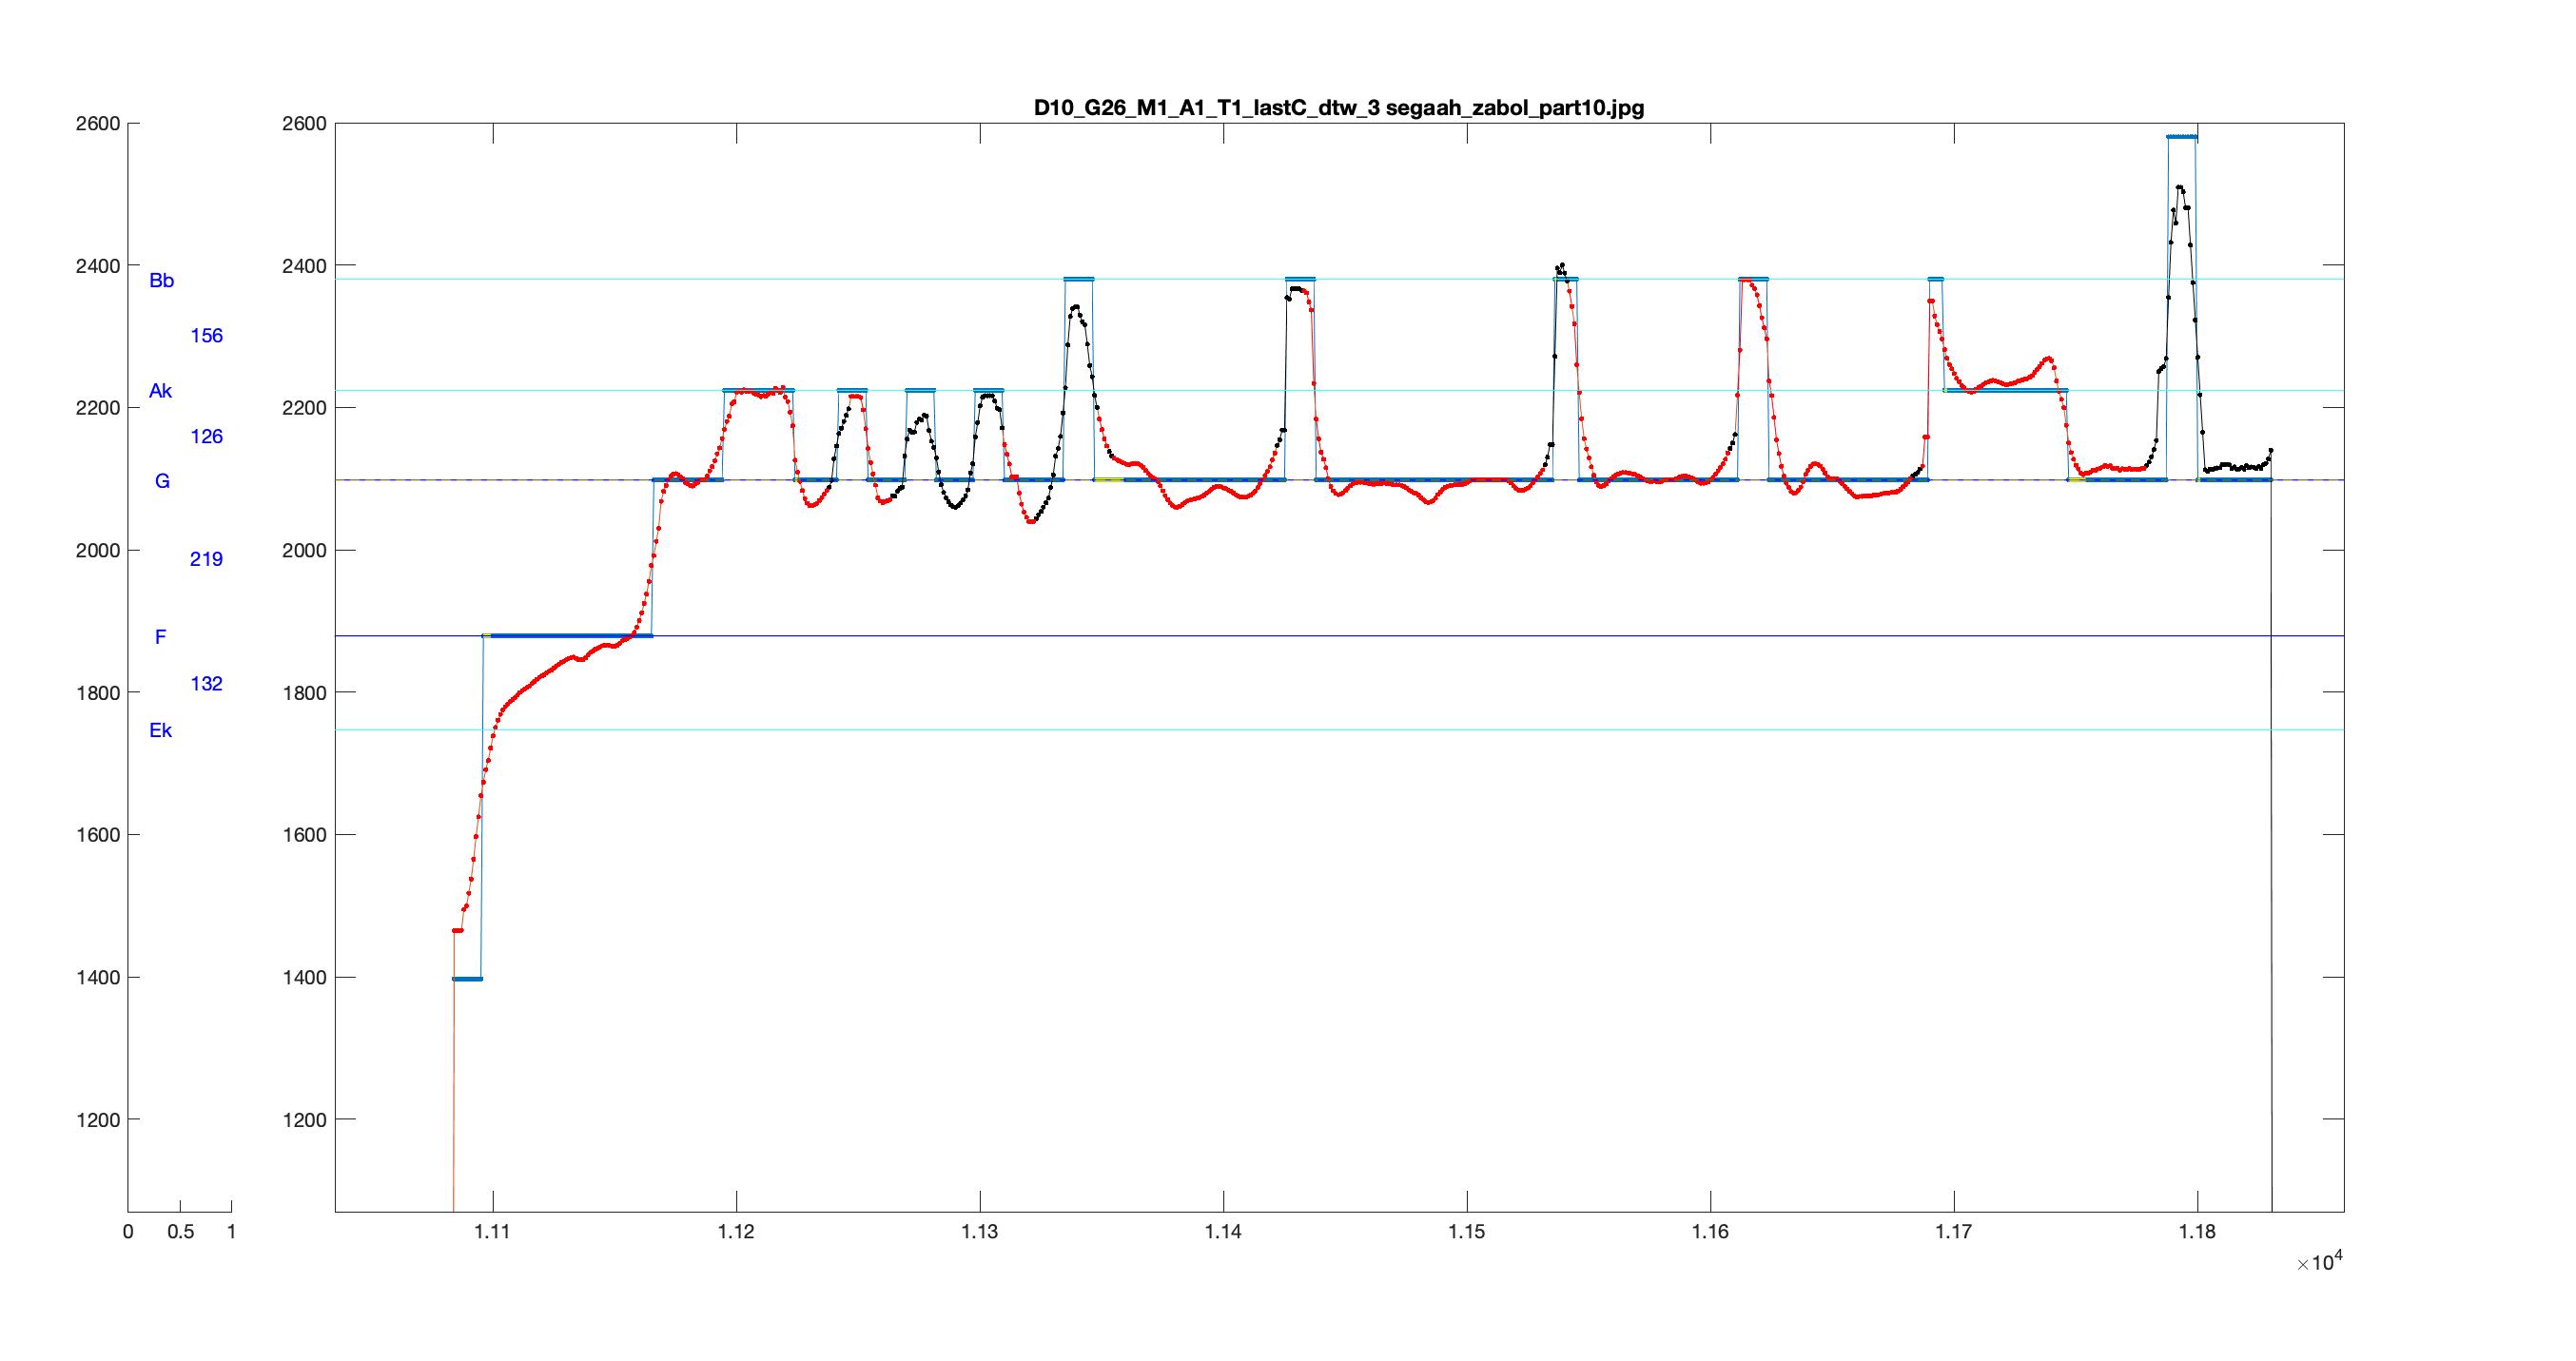 D10_G26_M1_A1_T1_lastC_dtw_3 segaah_zabol_part10.jpg
2600 2600
2400 Bb 2400
156
Ak
2200 2200
126
G
2000 219 2000
F
1800 132 1800
Ek
1600 1600
1400 1400
1200 1200
0 0.5 1 1.11 1.12 1.13 1.14 1.15 1.16 1.17 1.18
×10⁴